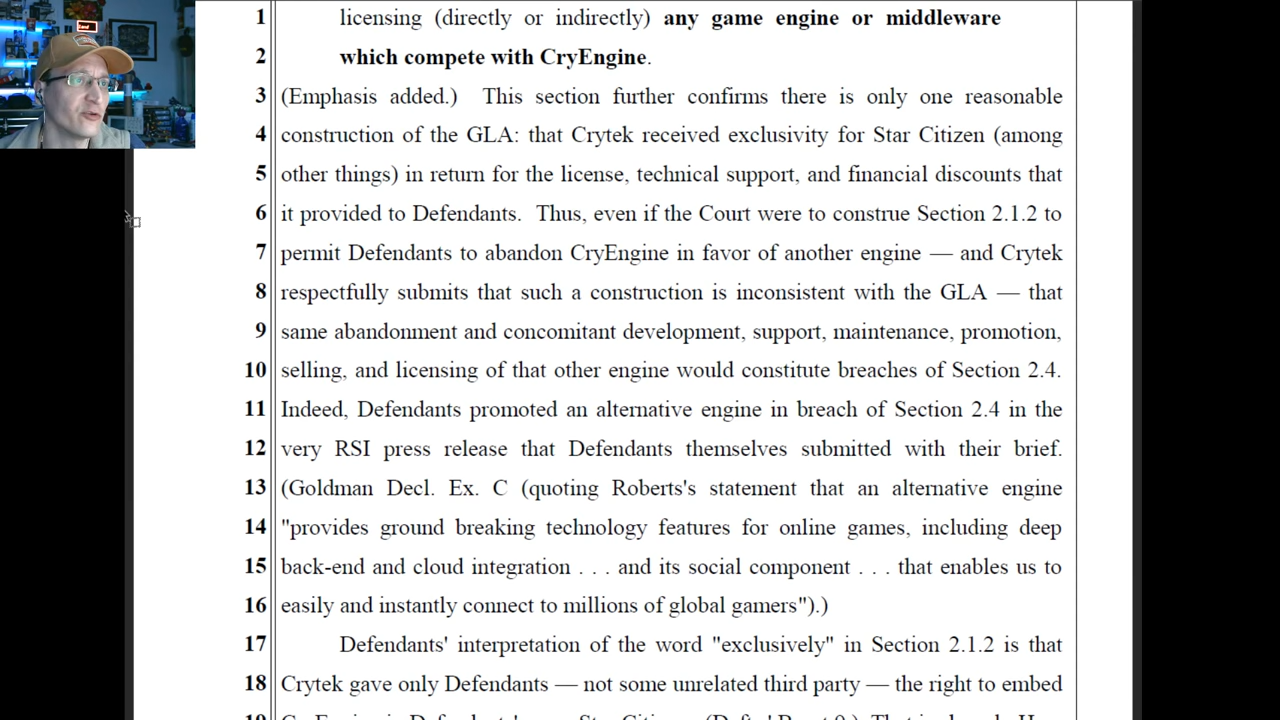 1 licensing (directly or indirectly) any game engine or middleware
2 which compete with CryEngine.
3 (Emphasis added.) This section further confirms there is only one reasonable
4 construction of the GLA: that Crytek received exclusivity for Star Citizen (among
5 other things) in return for the license, technical support, and financial discounts that
6 it provided to Defendants. Thus, even if the Court were to construe Section 2.1.2 to
7 permit Defendants to abandon CryEngine in favor of another engine — and Crytek
8 respectfully submits that such a construction is inconsistent with the GLA — that
9 same abandonment and concomitant development, support, maintenance, promotion,
10 selling, and licensing of that other engine would constitute breaches of Section 2.4.
11 Indeed, Defendants promoted an alternative engine in breach of Section 2.4 in the
12 very RSI press release that Defendants themselves submitted with their brief.
13 (Goldman Decl. Ex. C (quoting Roberts's statement that an alternative engine
14 "provides ground breaking technology features for online games, including deep
15 back-end and cloud integration . . . and its social component . . . that enables us to
16 easily and instantly connect to millions of global gamers").)
17 Defendants' interpretation of the word "exclusively" in Section 2.1.2 is that
18 Crytek gave only Defendants — not some unrelated third party — the right to embed